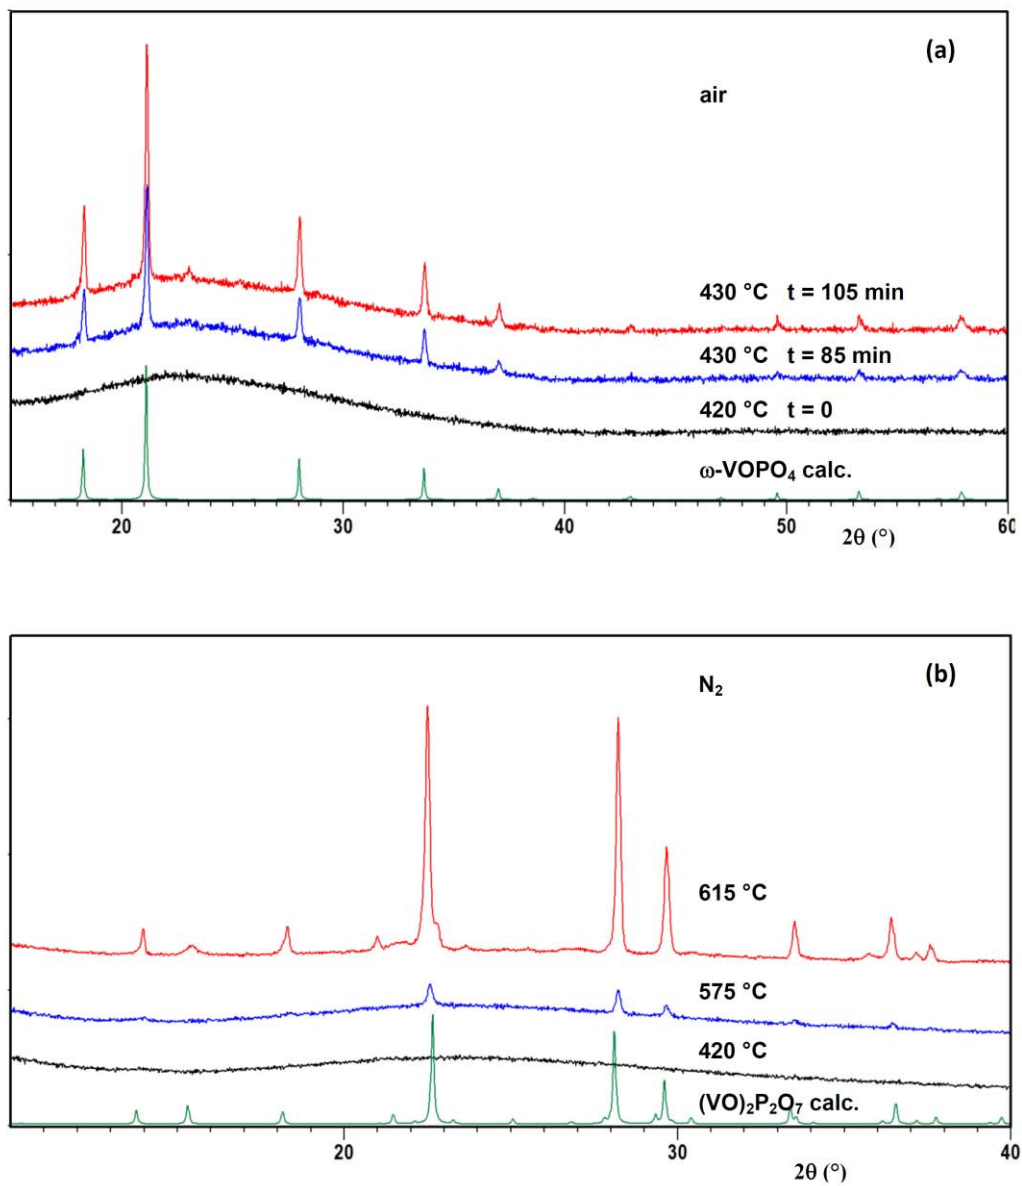 (a)
air
430 °C t = 105 min
430 °C t = 85 min
420 °C t = 0
ω-VOPO₄ calc.
20 30 40 50 60
2θ (°)
(b)
N₂
615 °C
575 °C
420 °C
(VO)₂P₂O₇ calc.
20 30 40
2θ (°)